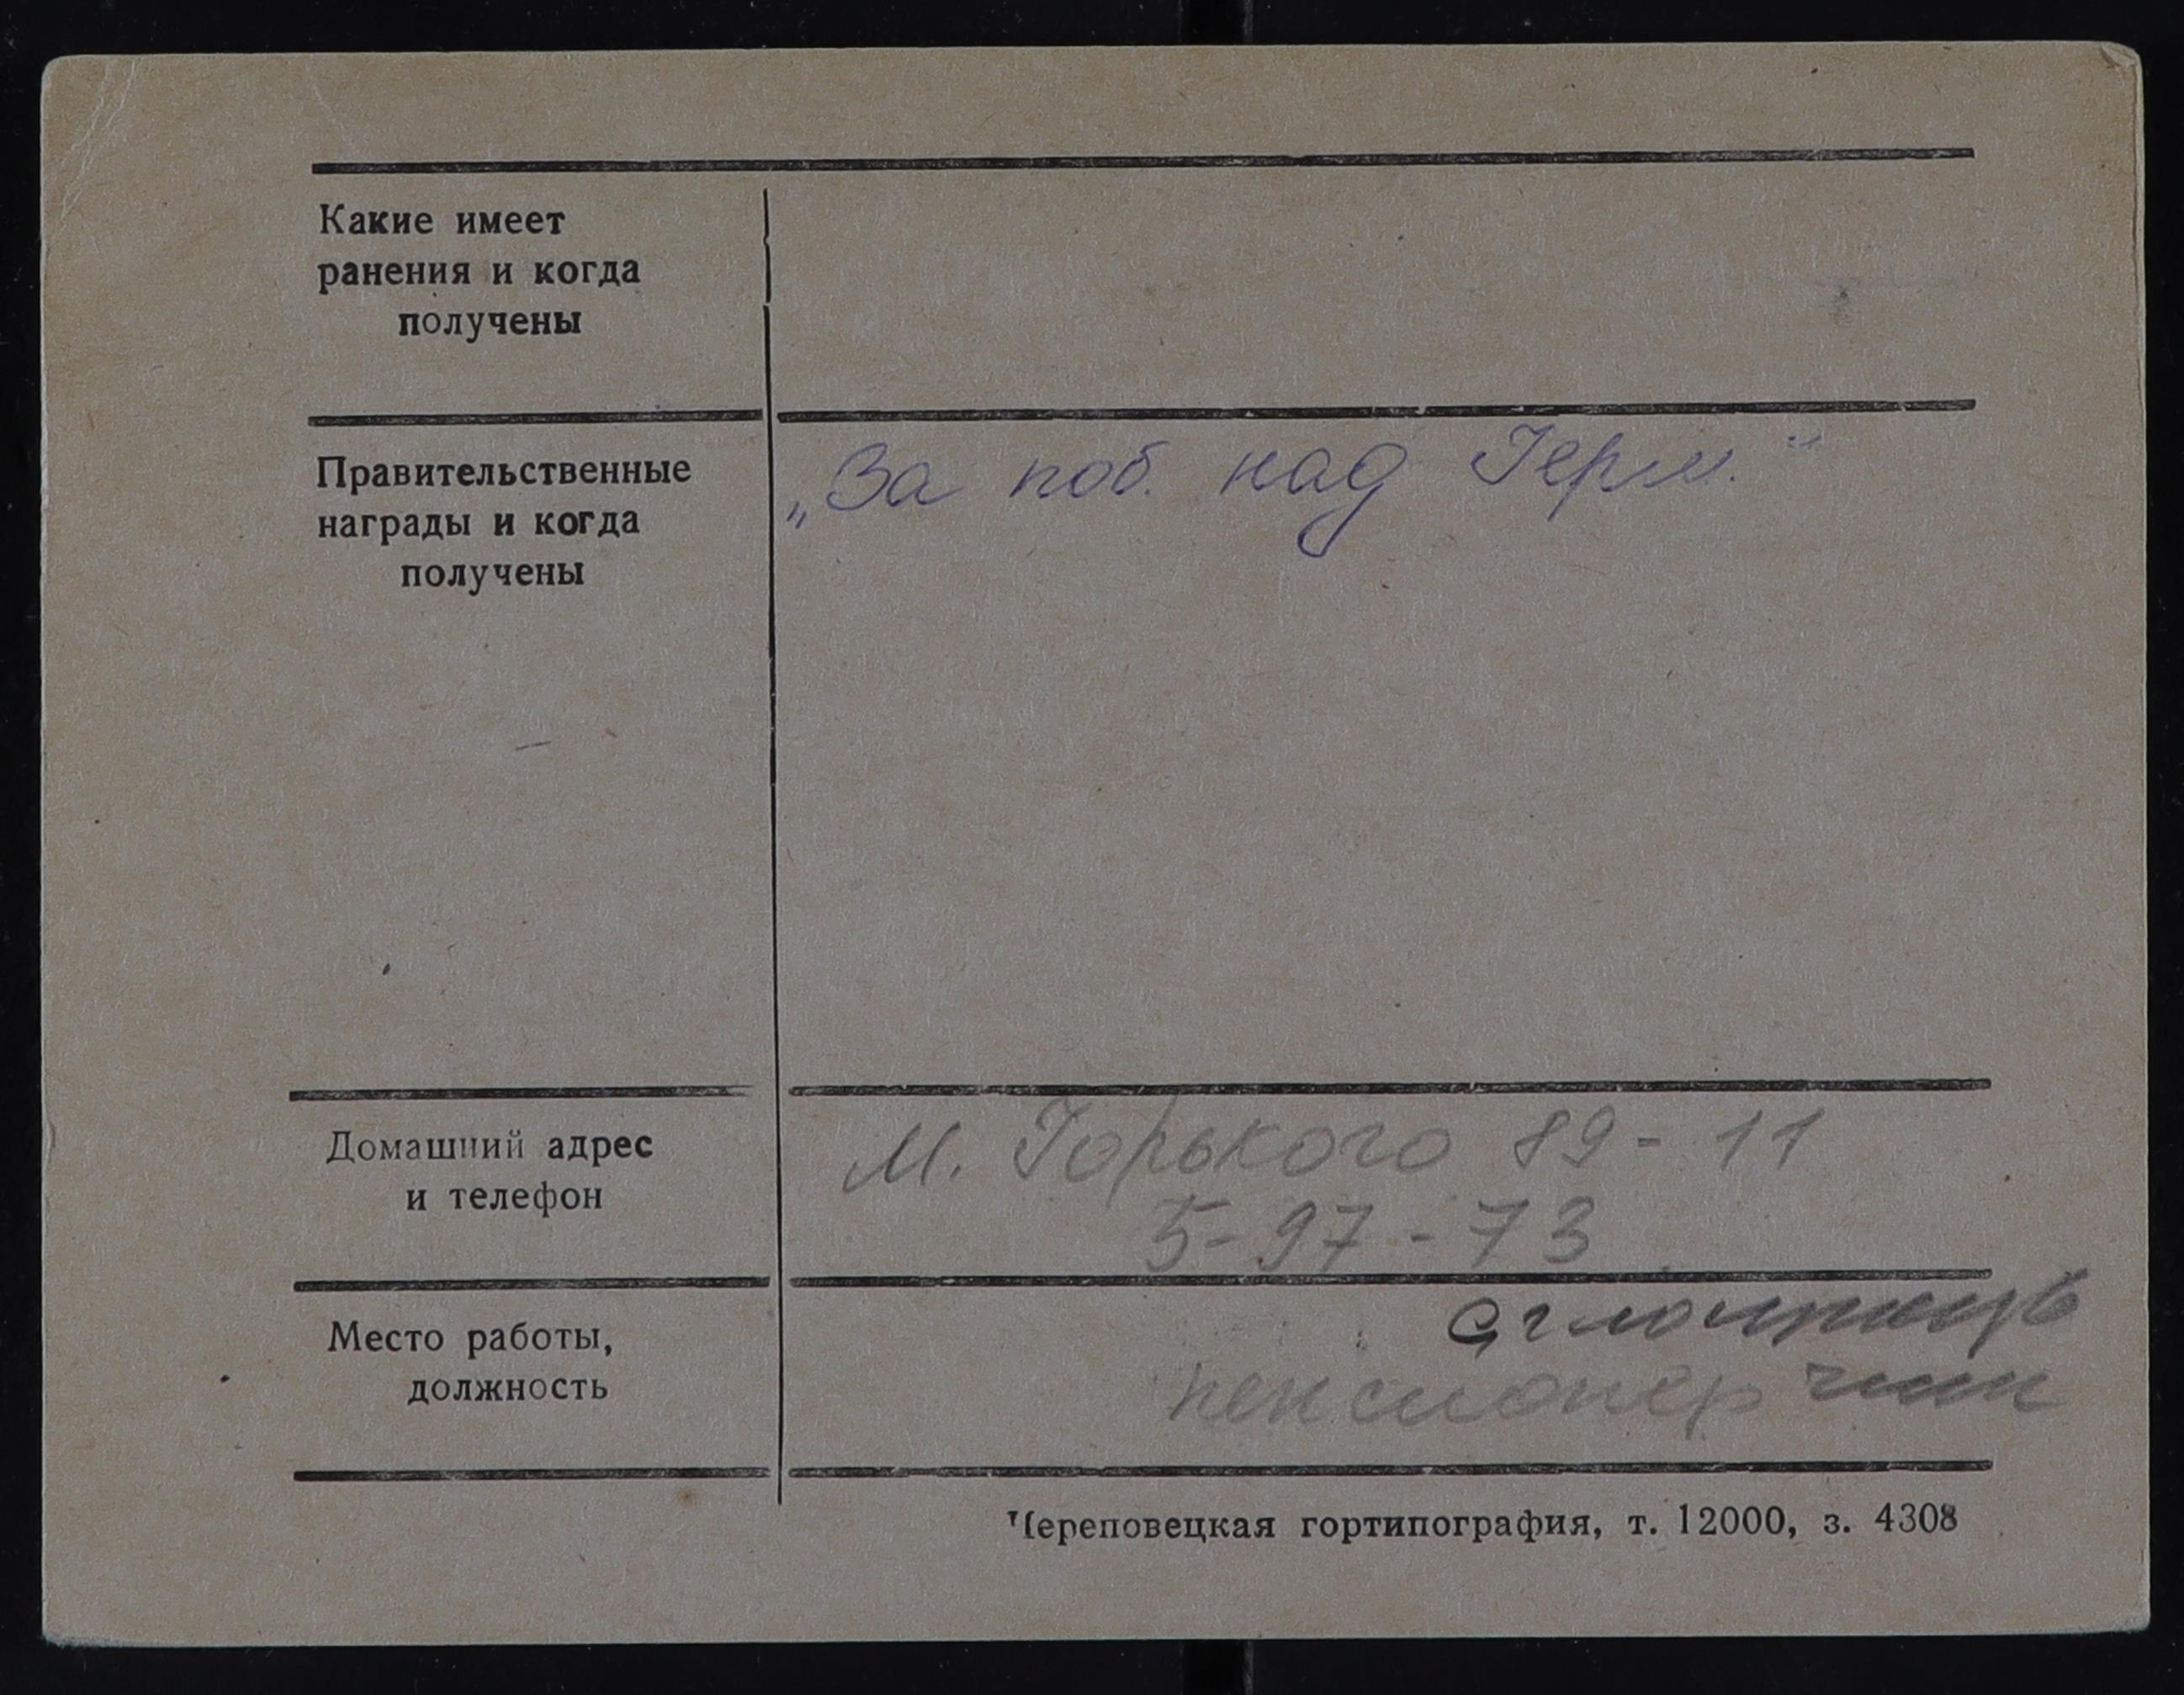 Какие имеет
ранения и когда
получены
Правительственные
награды и когда
получены
„За поб. над Герм.“
Домашний адрес
и телефон
М. Горького 89-11
5-97-73
Место работы,
должность
пенсионер
Череповецкая гортипография, т. 12000, з. 4308